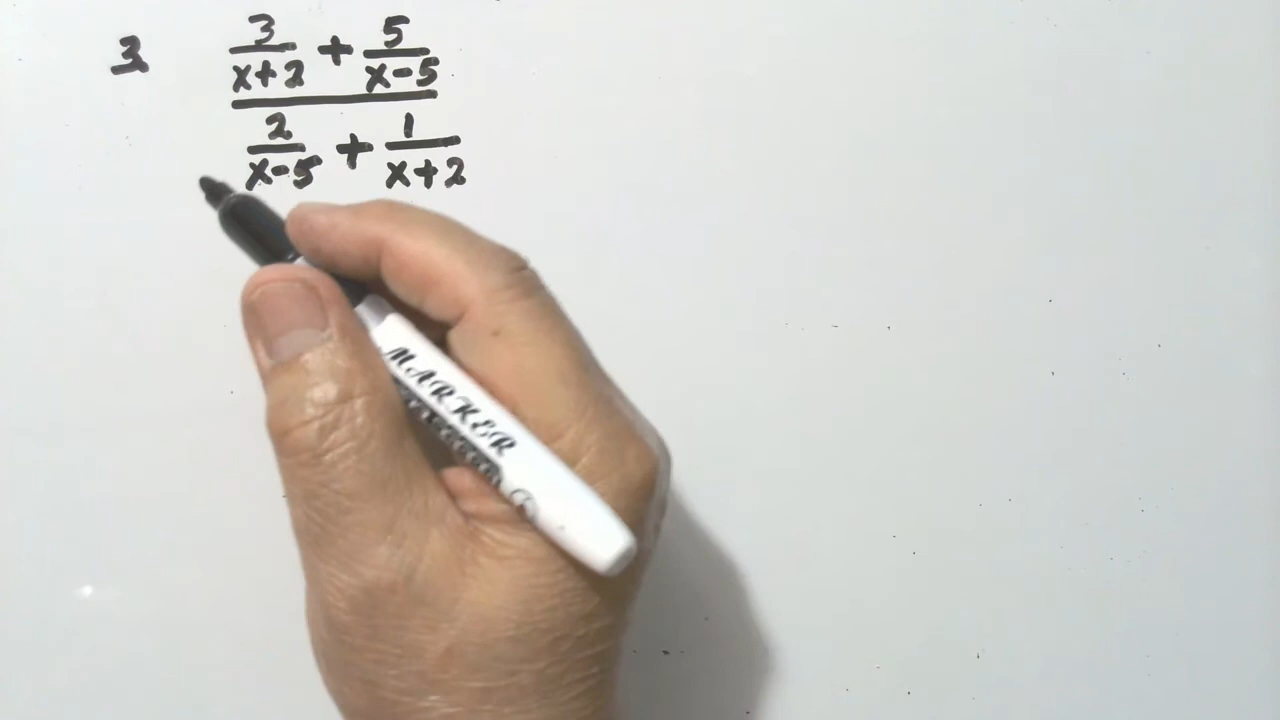 3 3/(x+2) + 5/(x-5)
2/(x-5) + 1/(x+2)
MARKER